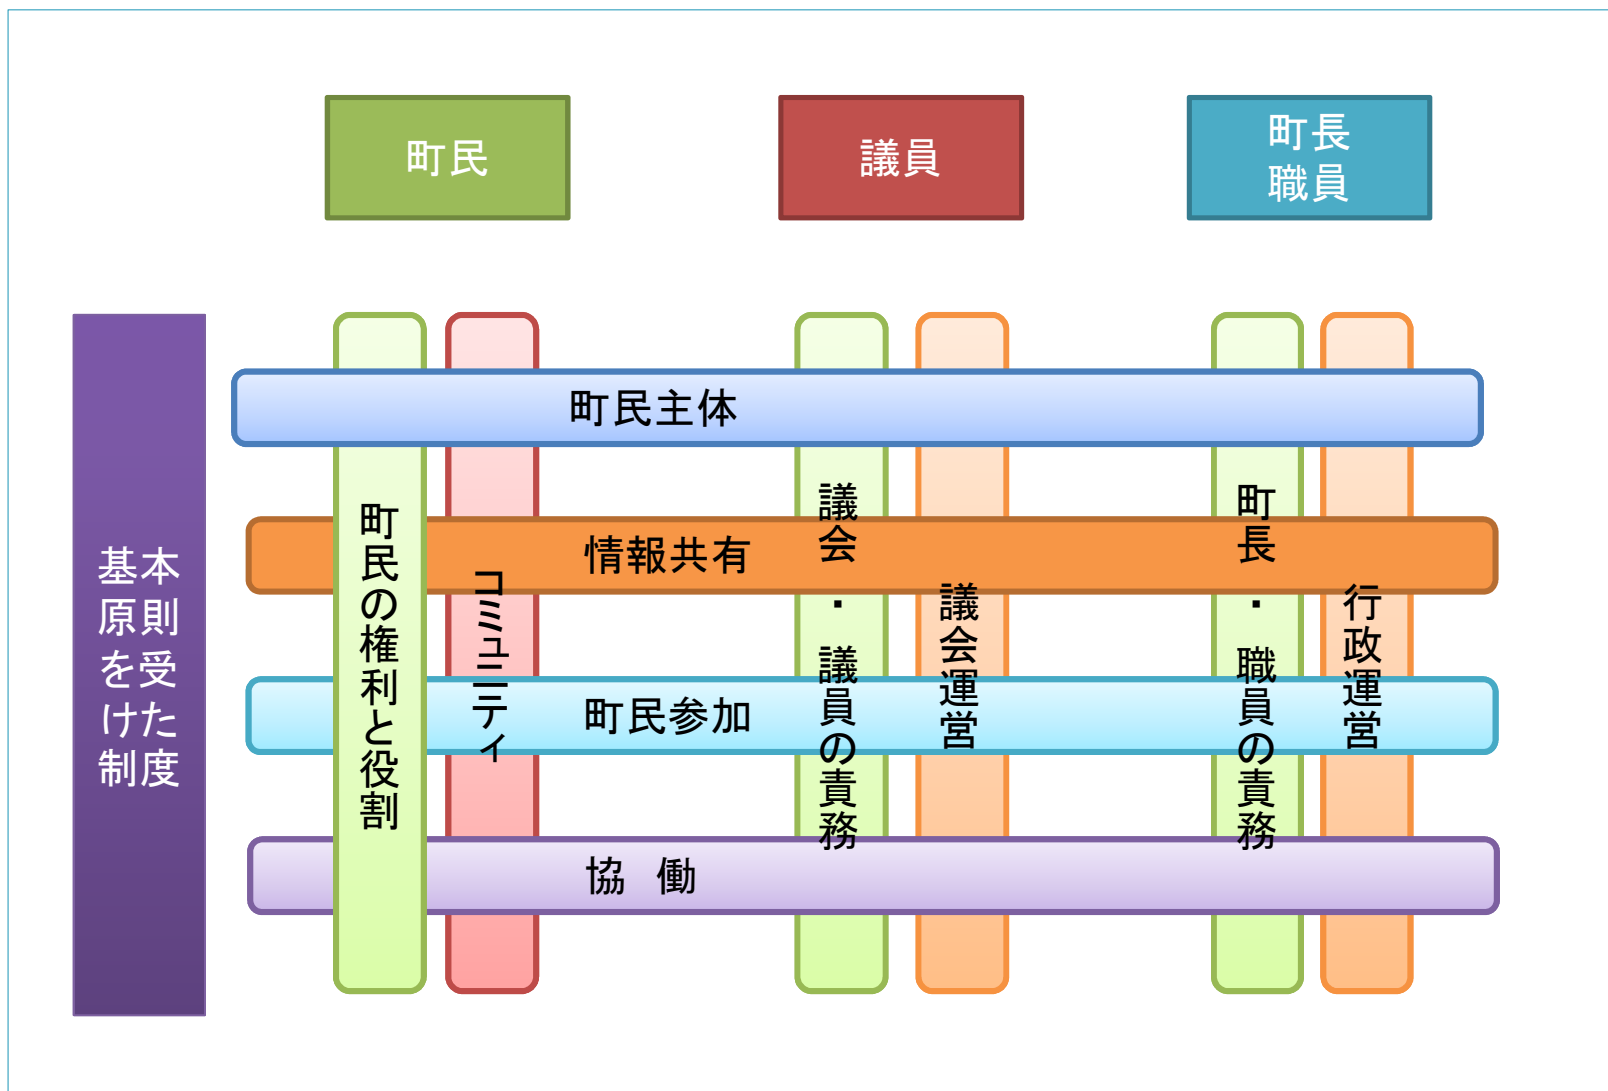 町民
議員
町長
職員
基本
原則
を受
けた
制度
町民主体
情報共有
町民参加
協　働
町民の権利と役割
コミュニティ
議会・議員の責務
議会運営
町長・職員の責務
行政運営